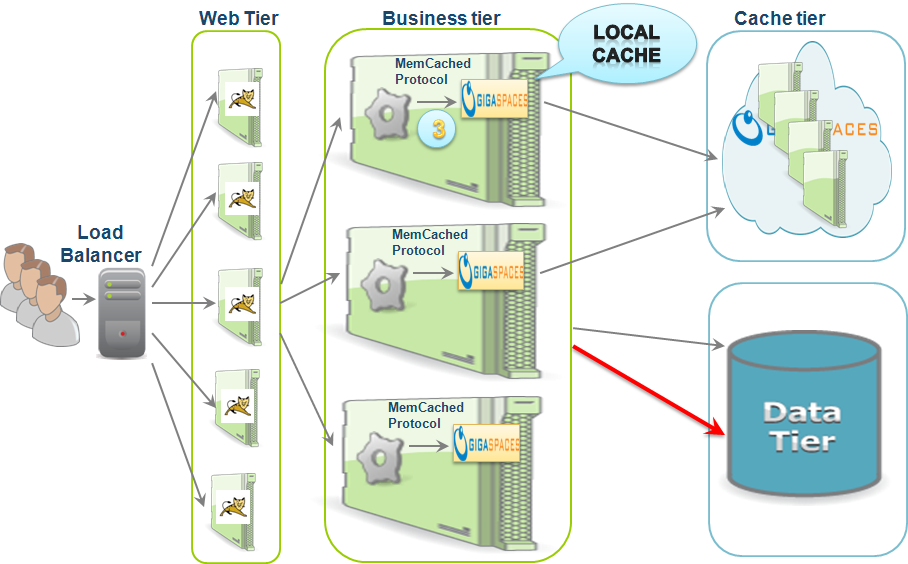 Web Tier
Business tier
Cache tier
LOCAL
CACHE
MemCached
Protocol
GIGASPACES
3
G ACES
Load
Balancer
MemCached
Protocol
GIGASPACES
MemCached
Protocol
GIGASPACES
Data
Tier